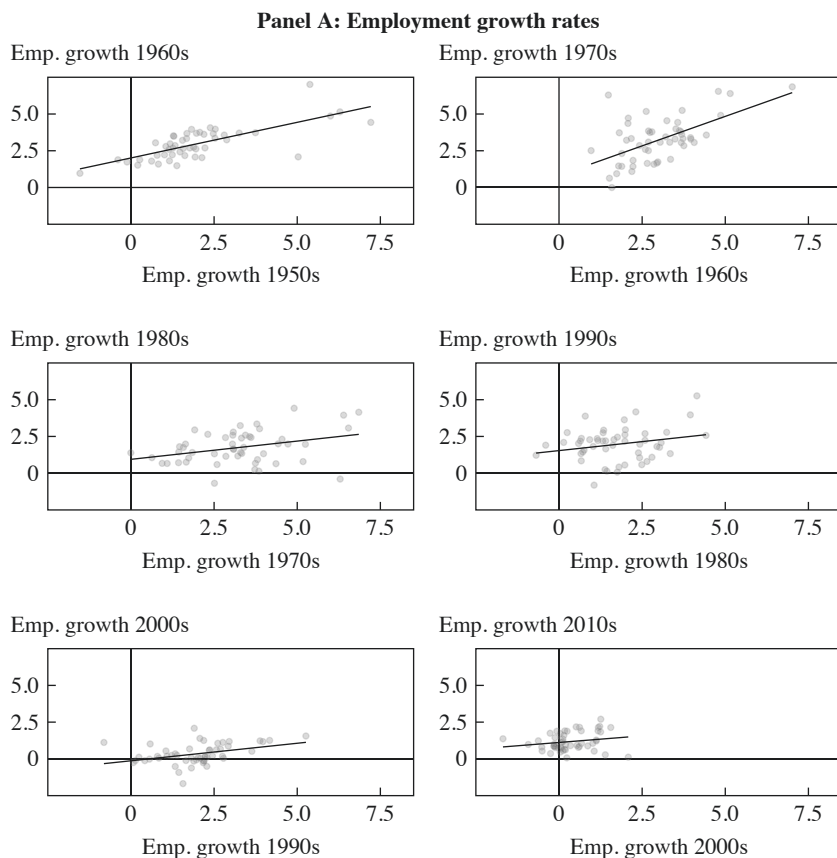 Panel A: Employment growth rates
Emp. growth 1960s
5.0
2.5
0
0 2.5 5.0 7.5
Emp. growth 1950s
Emp. growth 1970s
5.0
2.5
0
0 2.5 5.0 7.5
Emp. growth 1960s
Emp. growth 1980s
5.0
2.5
0
0 2.5 5.0 7.5
Emp. growth 1970s
Emp. growth 1990s
5.0
2.5
0
0 2.5 5.0 7.5
Emp. growth 1980s
Emp. growth 2000s
5.0
2.5
0
0 2.5 5.0 7.5
Emp. growth 1990s
Emp. growth 2010s
5.0
2.5
0
0 2.5 5.0 7.5
Emp. growth 2000s